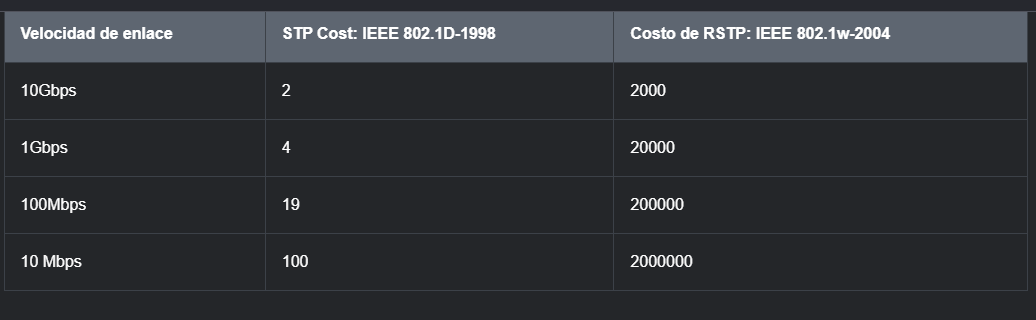 Velocidad de enlace STP Cost: IEEE 802.1D-1998 Costo de RSTP: IEEE 802.1w-2004
10Gbps 2 2000
1Gbps 4 20000
100Mbps 19 200000
10 Mbps 100 2000000